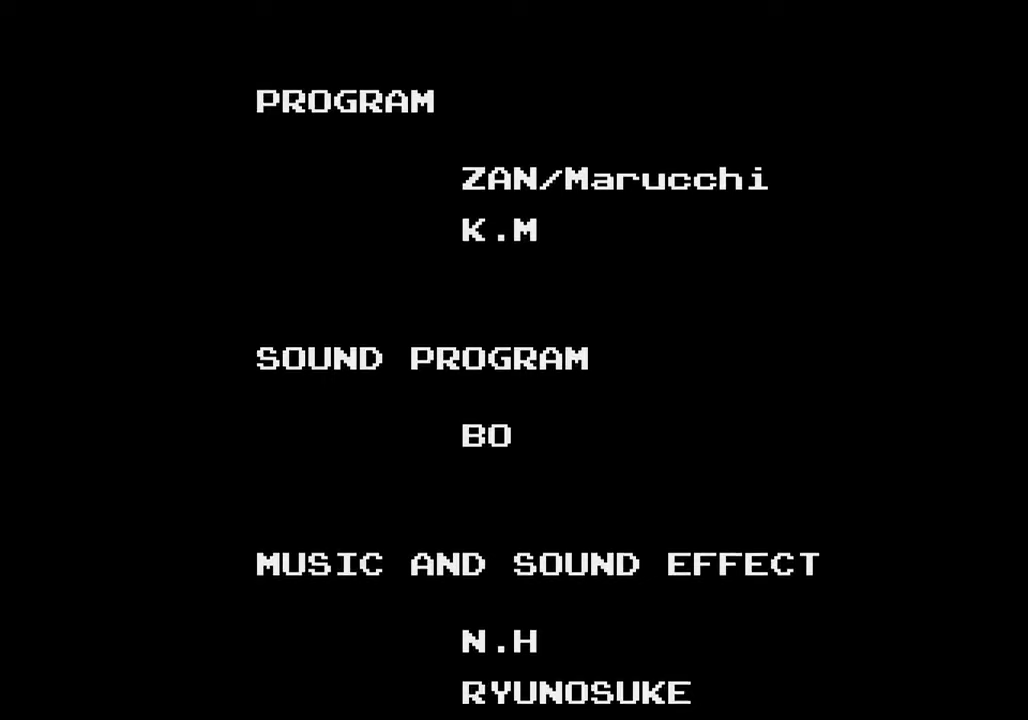 PROGRAM
ZAN/Marucchi
K.M
SOUND PROGRAM
BO
MUSIC AND SOUND EFFECT
N.H
RYUNOSUKE